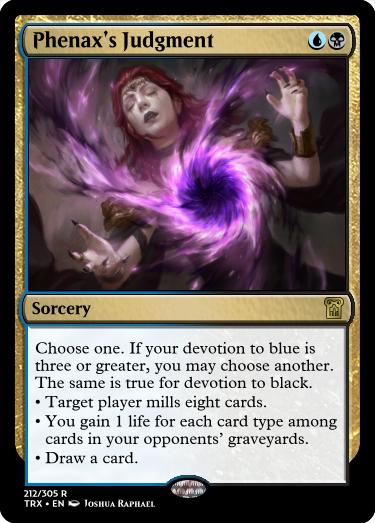 Phenax's Judgment
Sorcery
Choose one. If your devotion to blue is
three or greater, you may choose another.
The same is true for devotion to black.
• Target player mills eight cards.
• You gain 1 life for each card type among
cards in your opponents' graveyards.
• Draw a card.
212/305 R
TRX • EN Joshua Raphael